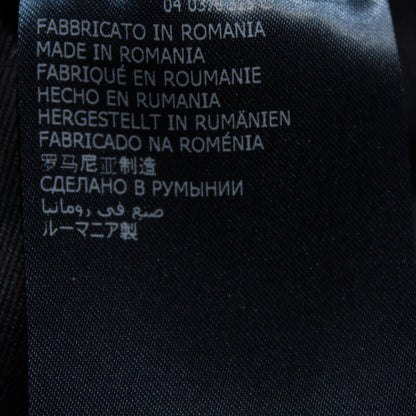 FABBRICATO IN ROMANIA
MADE IN ROMANIA
FABRIQUÉ EN ROUMANIE
HECHO EN RUMANIA
HERGESTELLT IN RUMÄNIEN
FABRICADO NA ROMÉNIA
罗马尼亚制造
СДЕЛАНО В РУМЫНИИ
صنع في رومانيا
ルーマニア製